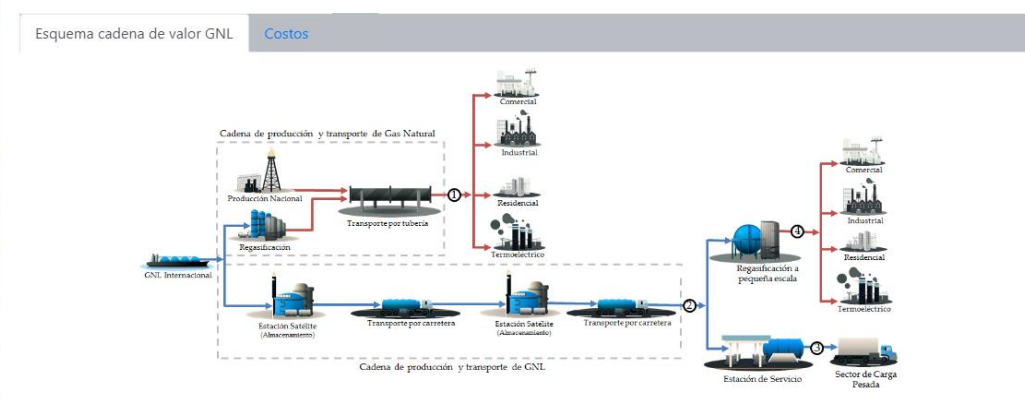 Esquema cadena de valor GNL
Costos
Comercial
Cadena de producción y transporte de Gas Natural
Industrial
Comercial
Producción Nacional
1
Residencial
Transporte por tubería
Industrial
4
Regasificación
Termoeléctrico
Residencial
GNL Internacional
Regasificación a
pequeña escala
2
Termoeléctrico
Estación Satélite
(Almacenamiento)
Transporte por carretera
Estación Satélite
(Almacenamiento)
Transporte por carretera
3
Cadena de producción y transporte de GNL
Estación de Servicio
Sector de Carga
Pesada